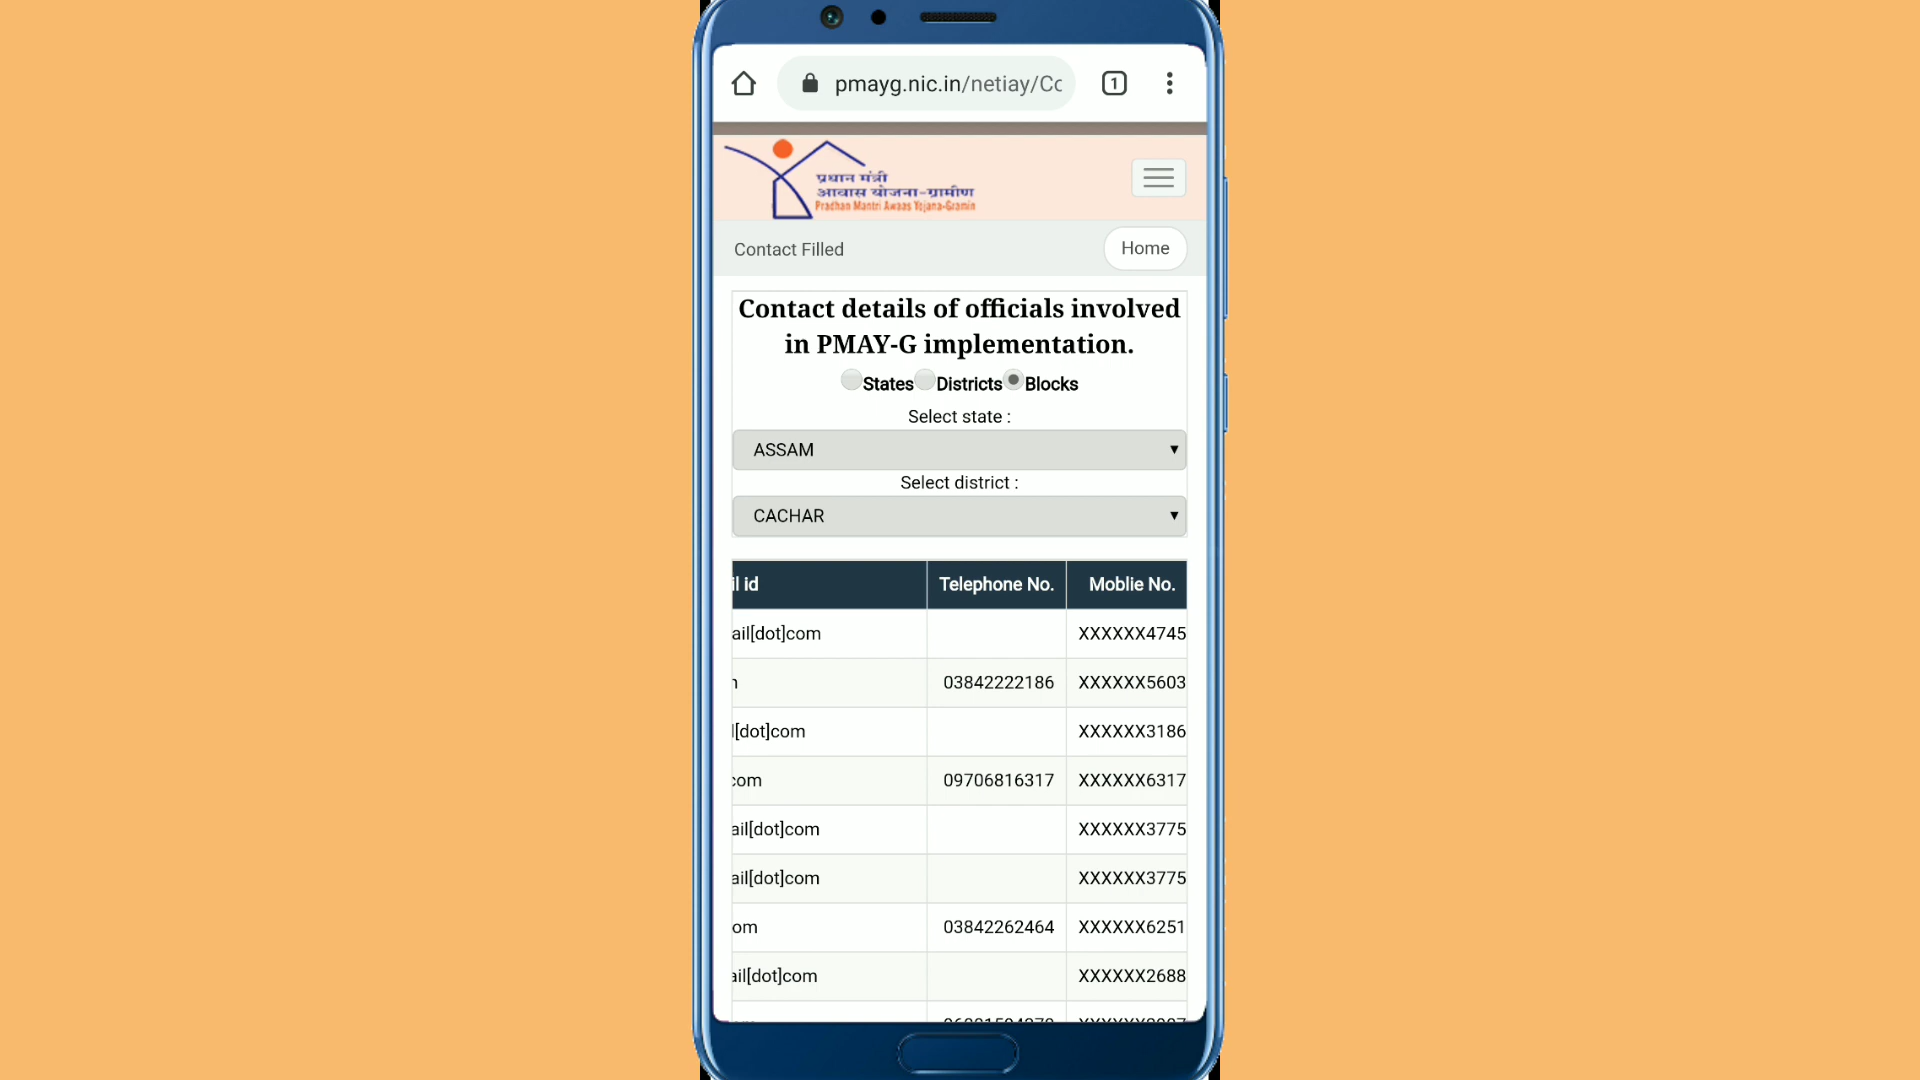 pmayg.nic.in/netiay/Cc
1
प्रधान मंत्री
आवास योजना-ग्रामीण
Pradhan Mantri Awaas Yojana-Gramin
Contact Filled
Home
Contact details of officials involved
in PMAY-G implementation.
States Districts Blocks
Select state :
ASSAM
Select district :
CACHAR
il id Telephone No. Moblie No.
ail[dot]com XXXXXX4745
03842222186 XXXXXX5603
l[dot]com XXXXXX3186
com 09706816317 XXXXXX6317
ail[dot]com XXXXXX3775
ail[dot]com XXXXXX3775
om 03842262464 XXXXXX6251
ail[dot]com XXXXXX2688